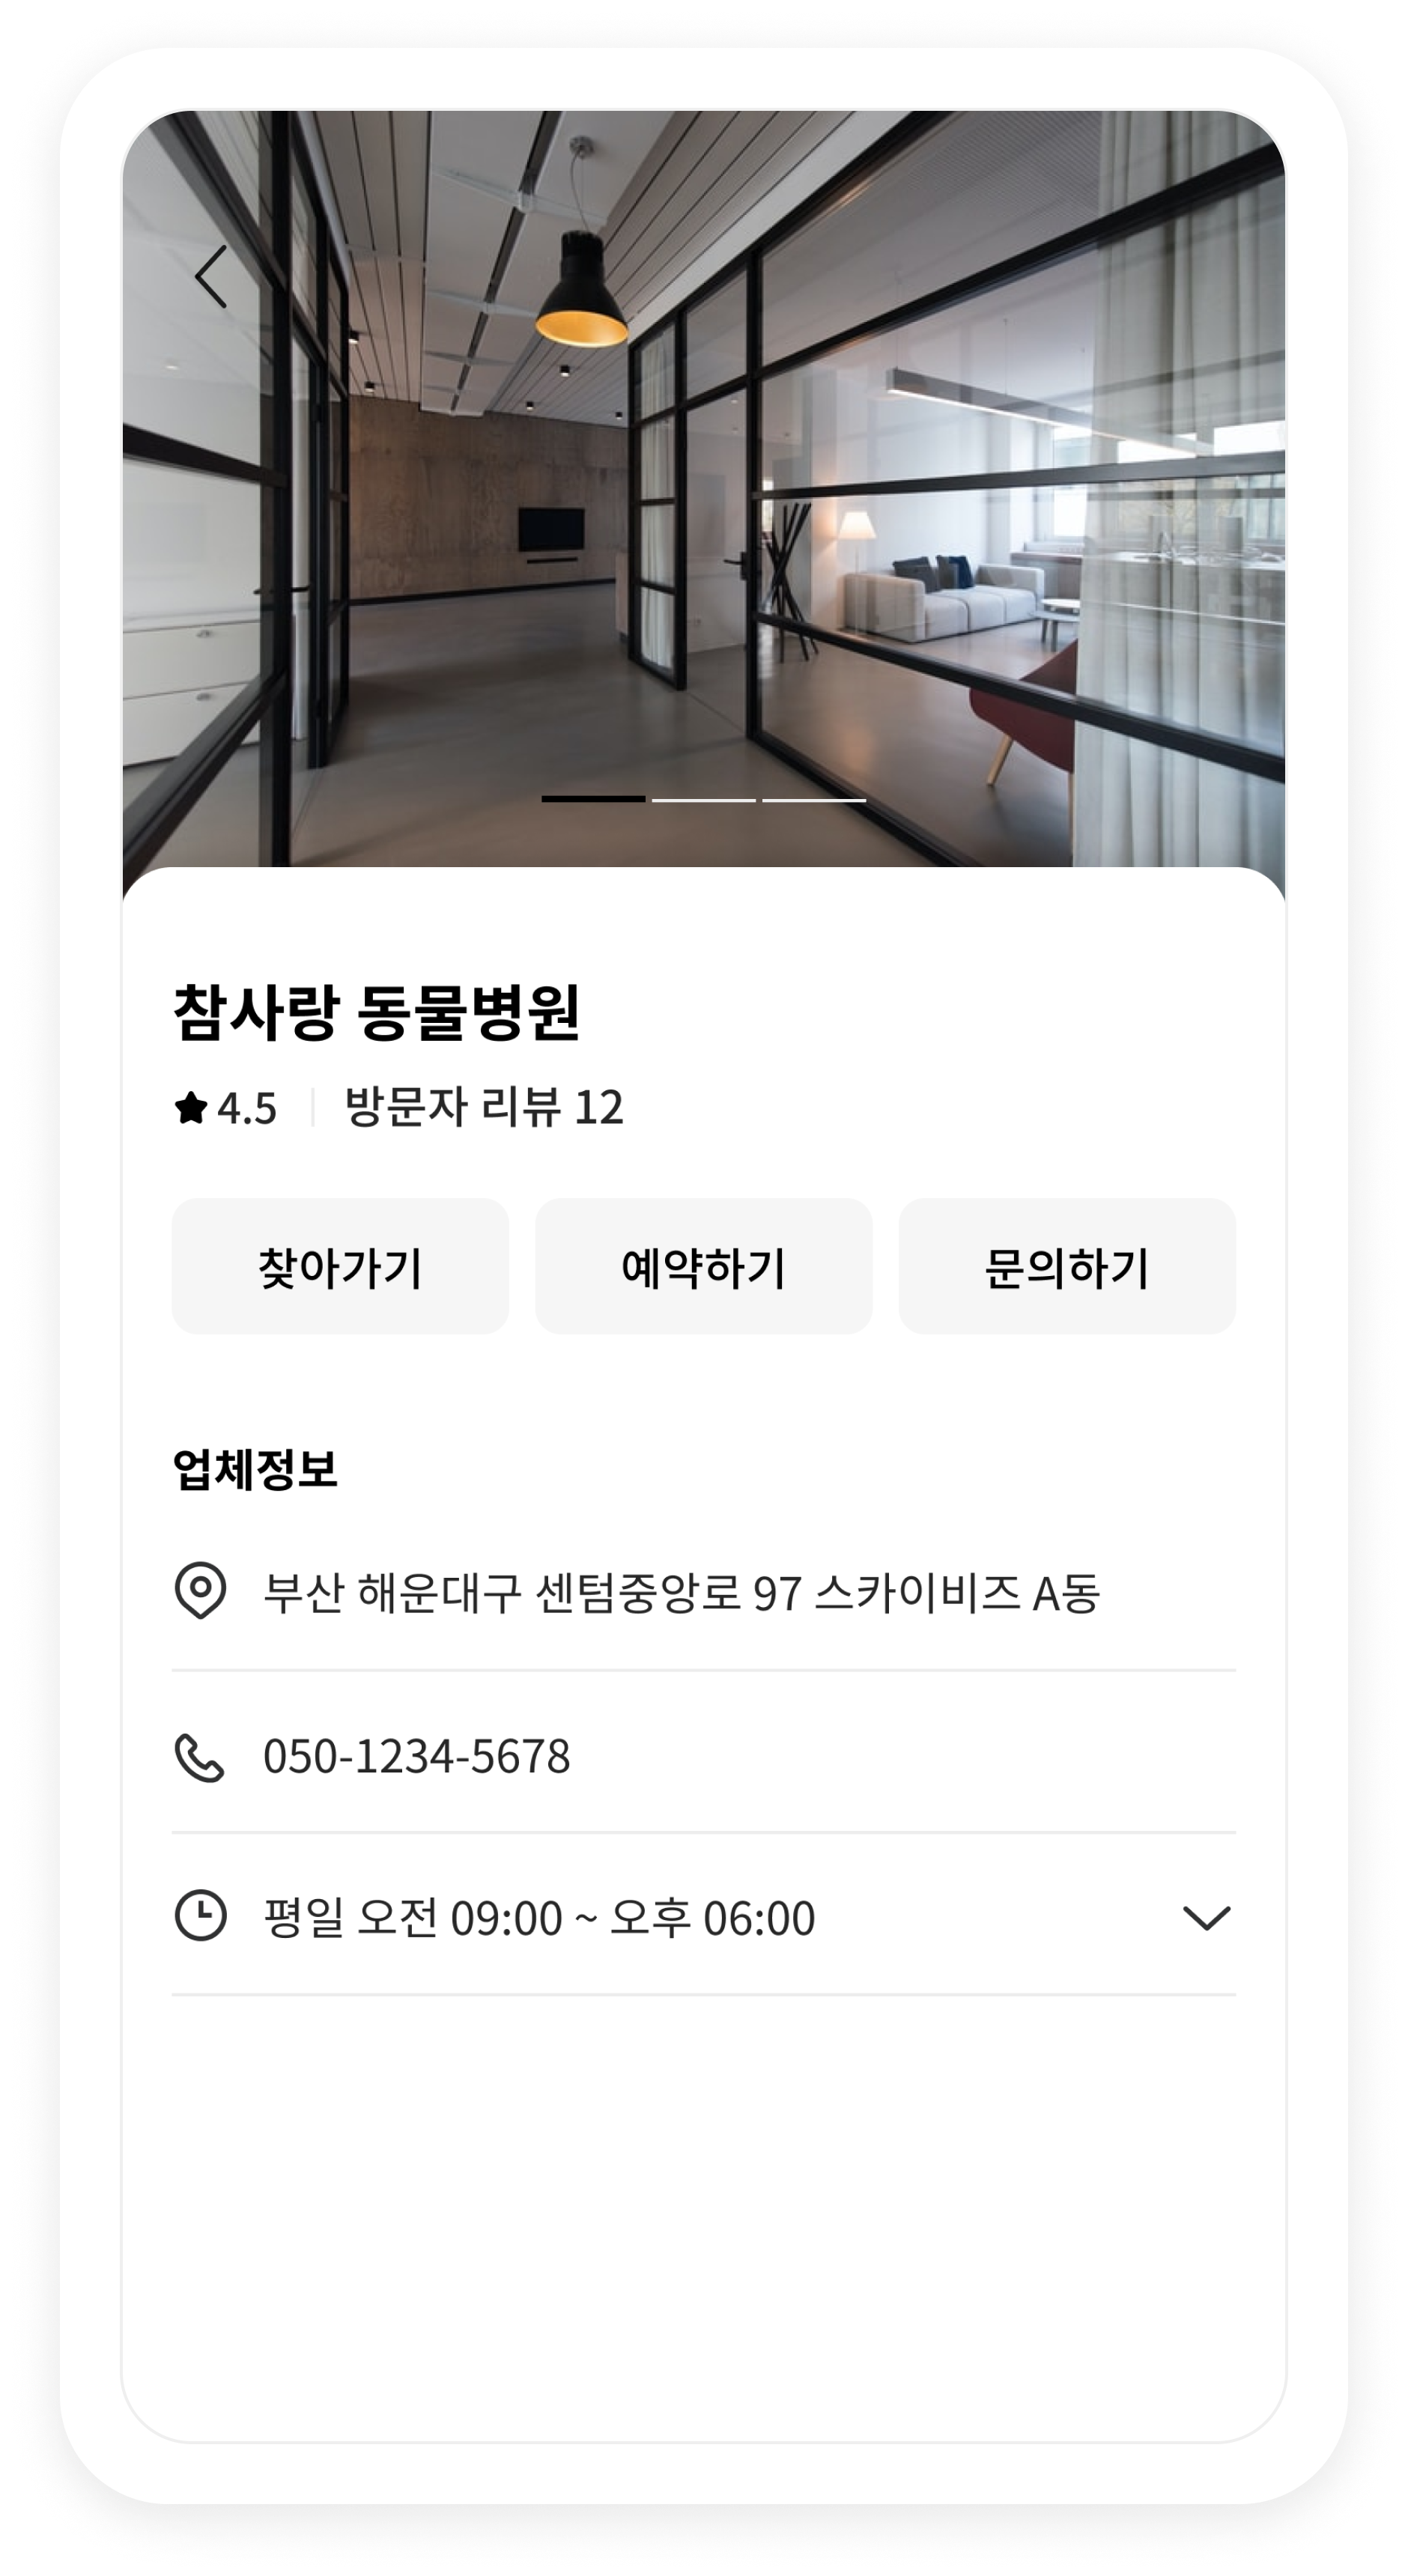 참사랑 동물병원
4.5 방문자 리뷰 12
찾아가기 예약하기 문의하기
업체정보
부산 해운대구 센텀중앙로 97 스카이비즈 A동
050-1234-5678
평일 오전 09:00 ~ 오후 06:00